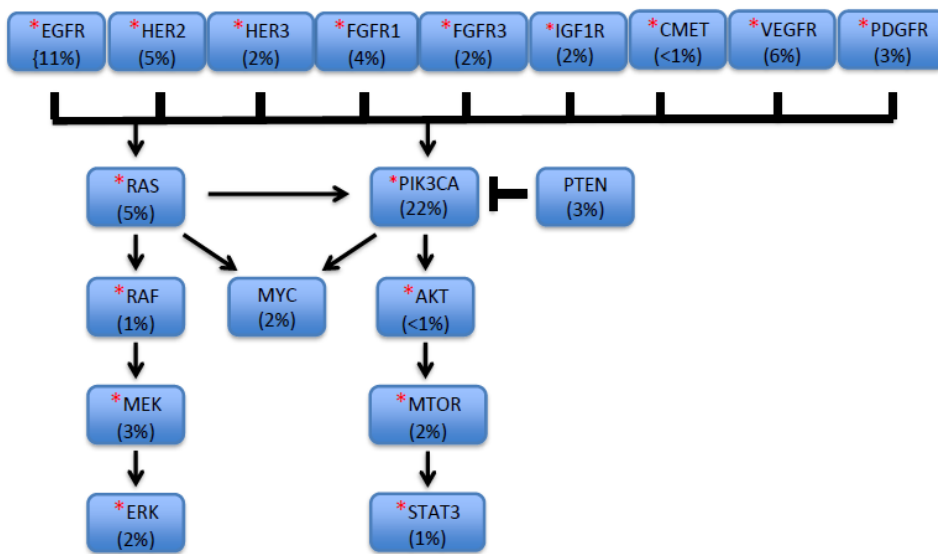 *EGFR
{11%)
*HER2
(5%)
*HER3
(2%)
*FGFR1
(4%)
*FGFR3
(2%)
*IGF1R
(2%)
*CMET
(<1%)
*VEGFR
(6%)
*PDGFR
(3%)
*RAS
(5%)
*PIK3CA
(22%)
PTEN
(3%)
*RAF
(1%)
MYC
(2%)
*AKT
(<1%)
*MEK
(3%)
*MTOR
(2%)
*ERK
(2%)
*STAT3
(1%)